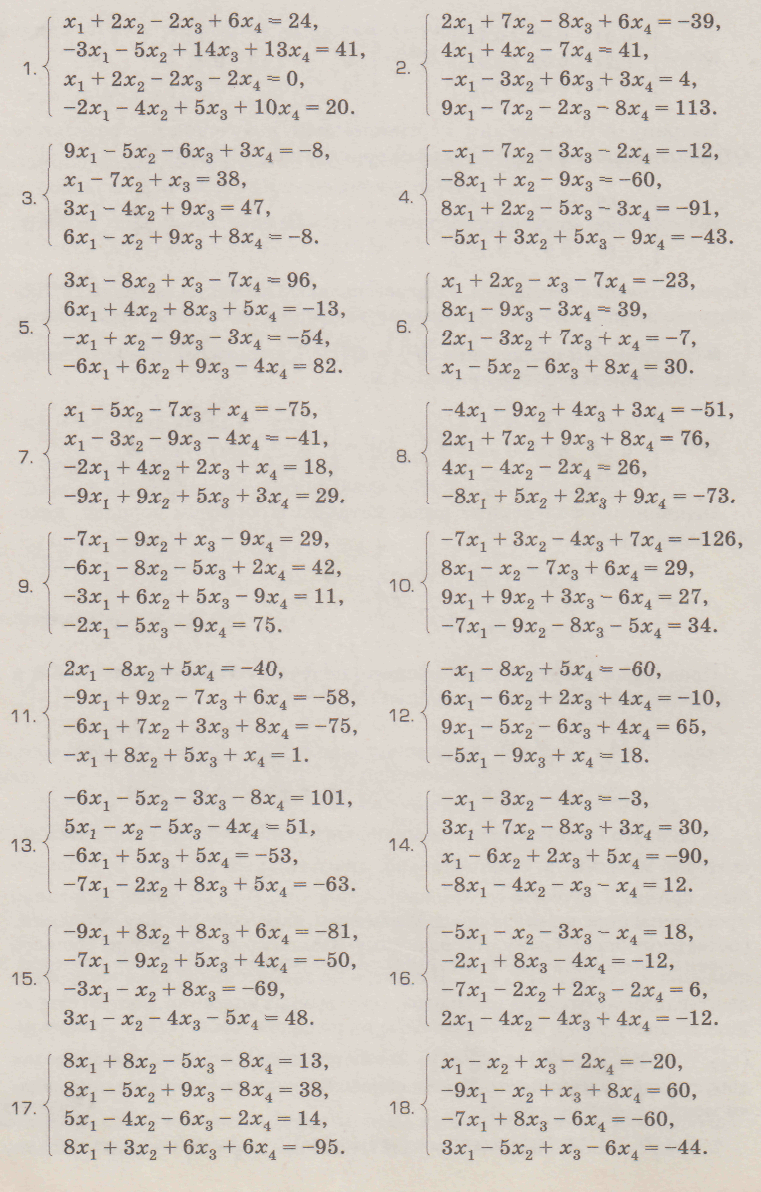 1. x₁ + 2x₂ − 2x₃ + 6x₄ = 24,
−3x₁ − 5x₂ + 14x₃ + 13x₄ = 41,
x₁ + 2x₂ − 2x₃ − 2x₄ = 0,
−2x₁ − 4x₂ + 5x₃ + 10x₄ = 20.
2. 2x₁ + 7x₂ − 8x₃ + 6x₄ = −39,
4x₁ + 4x₂ − 7x₄ = 41,
−x₁ − 3x₂ + 6x₃ + 3x₄ = 4,
9x₁ − 7x₂ − 2x₃ − 8x₄ = 113.
3. 9x₁ − 5x₂ − 6x₃ + 3x₄ = −8,
x₁ − 7x₂ + x₃ = 38,
3x₁ − 4x₂ + 9x₃ = 47,
6x₁ − x₂ + 9x₃ + 8x₄ = −8.
4. −x₁ − 7x₂ − 3x₃ − 2x₄ = −12,
−8x₁ + x₂ − 9x₃ = −60,
8x₁ + 2x₂ − 5x₃ − 3x₄ = −91,
−5x₁ + 3x₂ + 5x₃ − 9x₄ = −43.
5. 3x₁ − 8x₂ + x₃ − 7x₄ = 96,
6x₁ + 4x₂ + 8x₃ + 5x₄ = −13,
−x₁ + x₂ − 9x₃ − 3x₄ = −54,
−6x₁ + 6x₂ + 9x₃ − 4x₄ = 82.
6. x₁ + 2x₂ − x₃ − 7x₄ = −23,
8x₁ − 9x₃ − 3x₄ = 39,
2x₁ − 3x₂ + 7x₃ + x₄ = −7,
x₁ − 5x₂ − 6x₃ + 8x₄ = 30.
7. x₁ − 5x₂ − 7x₃ + x₄ = −75,
x₁ − 3x₂ − 9x₃ − 4x₄ = −41,
−2x₁ + 4x₂ + 2x₃ + x₄ = 18,
−9x₁ + 9x₂ + 5x₃ + 3x₄ = 29.
8. −4x₁ − 9x₂ + 4x₃ + 3x₄ = −51,
2x₁ + 7x₂ + 9x₃ + 8x₄ = 76,
4x₁ − 4x₂ − 2x₄ = 26,
−8x₁ + 5x₂ + 2x₃ + 9x₄ = −73.
9. −7x₁ − 9x₂ + x₃ − 9x₄ = 29,
−6x₁ − 8x₂ − 5x₃ + 2x₄ = 42,
−3x₁ + 6x₂ + 5x₃ − 9x₄ = 11,
−2x₁ − 5x₃ − 9x₄ = 75.
10. −7x₁ + 3x₂ − 4x₃ + 7x₄ = −126,
8x₁ − x₂ − 7x₃ + 6x₄ = 29,
9x₁ + 9x₂ + 3x₃ − 6x₄ = 27,
−7x₁ − 9x₂ − 8x₃ − 5x₄ = 34.
11. 2x₁ − 8x₂ + 5x₄ = −40,
−9x₁ + 9x₂ − 7x₃ + 6x₄ = −58,
−6x₁ + 7x₂ + 3x₃ + 8x₄ = −75,
−x₁ + 8x₂ + 5x₃ + x₄ = 1.
12. −x₁ − 8x₂ + 5x₄ = −60,
6x₁ − 6x₂ + 2x₃ + 4x₄ = −10,
9x₁ − 5x₂ − 6x₃ + 4x₄ = 65,
−5x₁ − 9x₃ + x₄ = 18.
13. −6x₁ − 5x₂ − 3x₃ − 8x₄ = 101,
5x₁ − x₂ − 5x₃ − 4x₄ = 51,
−6x₁ + 5x₃ + 5x₄ = −53,
−7x₁ − 2x₂ + 8x₃ + 5x₄ = −63.
14. −x₁ − 3x₂ − 4x₃ = −3,
3x₁ + 7x₂ − 8x₃ + 3x₄ = 30,
x₁ − 6x₂ + 2x₃ + 5x₄ = −90,
−8x₁ − 4x₂ − x₃ − x₄ = 12.
15. −9x₁ + 8x₂ + 8x₃ + 6x₄ = −81,
−7x₁ − 9x₂ + 5x₃ + 4x₄ = −50,
−3x₁ − x₂ + 8x₃ = −69,
3x₁ − x₂ − 4x₃ − 5x₄ = 48.
16. −5x₁ − x₂ − 3x₃ − x₄ = 18,
−2x₁ + 8x₃ − 4x₄ = −12,
−7x₁ − 2x₂ + 2x₃ − 2x₄ = 6,
2x₁ − 4x₂ − 4x₃ + 4x₄ = −12.
17. 8x₁ + 8x₂ − 5x₃ − 8x₄ = 13,
8x₁ − 5x₂ + 9x₃ − 8x₄ = 38,
5x₁ − 4x₂ − 6x₃ − 2x₄ = 14,
8x₁ + 3x₂ + 6x₃ + 6x₄ = −95.
18. x₁ − x₂ + x₃ − 2x₄ = −20,
−9x₁ − x₂ + x₃ + 8x₄ = 60,
−7x₁ + 8x₃ − 6x₄ = −60,
3x₁ − 5x₂ + x₃ − 6x₄ = −44.